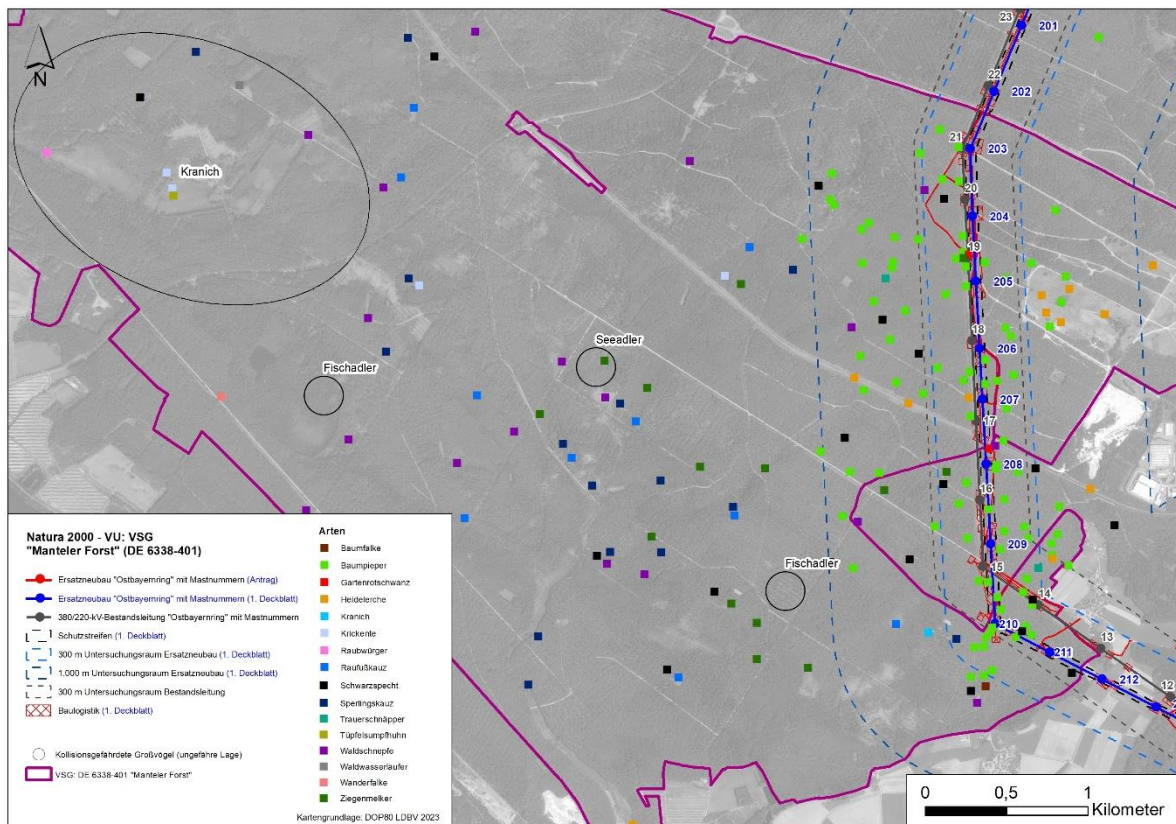 N
Kranich
Fischadler
Seeadler
Fischadler
23
22
21
20
19
18
17
16
15
14
13
12
201
202
203
204
205
206
207
208
209
210
211
212
Natura 2000 - VU: VSG
"Manteler Forst" (DE 6338-401)
Ersatzneubau "Ostbayernring" mit Mastnummern (Antrag)
Ersatzneubau "Ostbayernring" mit Mastnummern (1. Deckblatt)
380/220-kV-Bestandsleitung "Ostbayernring" mit Mastnummern
Schutzstreifen (1. Deckblatt)
300 m Untersuchungsraum Ersatzneubau (1. Deckblatt)
1.000 m Untersuchungsraum Ersatzneubau (1. Deckblatt)
300 m Untersuchungsraum Bestandsleitung
Baulogistik (1. Deckblatt)
Kollisionsgefährdete Großvögel (ungefähre Lage)
VSG: DE 6338-401 "Manteler Forst"
Arten
Baumfalke
Baumpieper
Gartenrotschwanz
Heidelerche
Kranich
Krickente
Raubwürger
Raufußkauz
Schwarzspecht
Sperlingskauz
Trauerschnäpper
Tüpfelsumpfhuhn
Waldschnepfe
Waldwasserläufer
Wanderfalke
Ziegenmelker
Kartengrundlage: DOP80 LDBV 2023
0 0,5 1
Kilometer